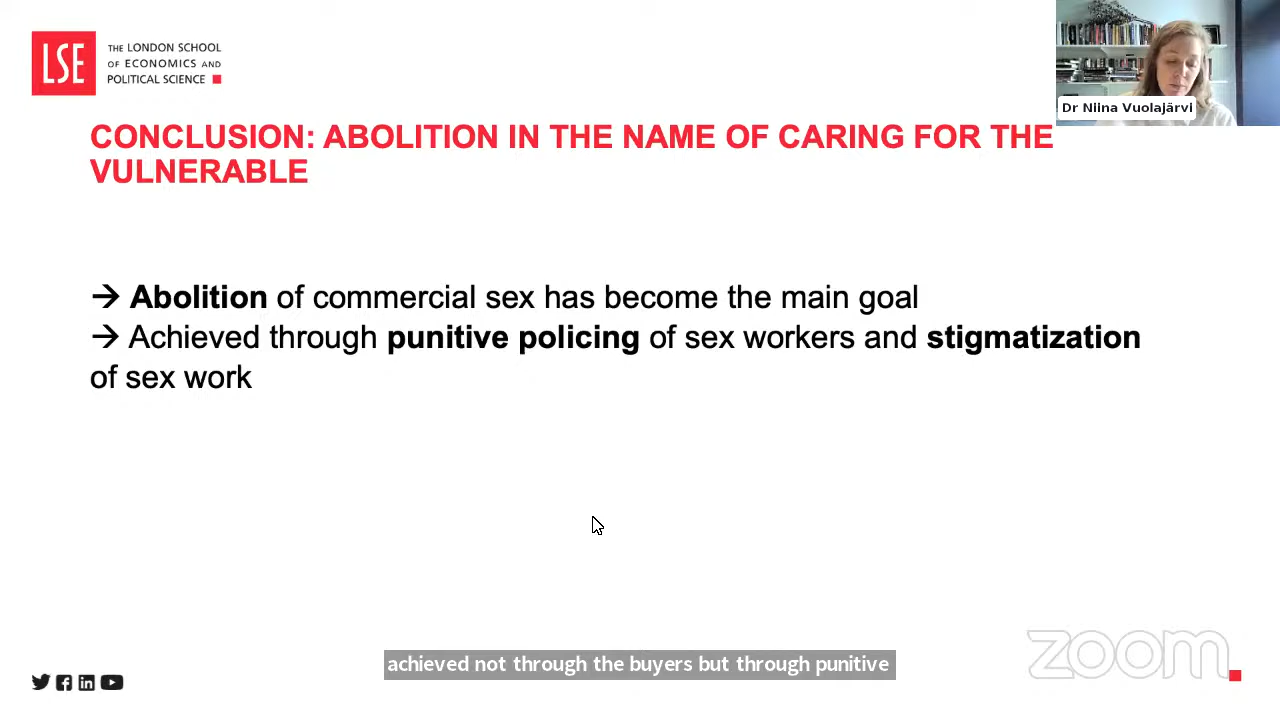 LSE
THE LONDON SCHOOL
OF ECONOMICS AND
POLITICAL SCIENCE
Dr Niina Vuolajärvi
CONCLUSION: ABOLITION IN THE NAME OF CARING FOR THE
VULNERABLE
→ Abolition of commercial sex has become the main goal
→ Achieved through punitive policing of sex workers and stigmatization
of sex work
achieved not through the buyers but through punitive
zoom